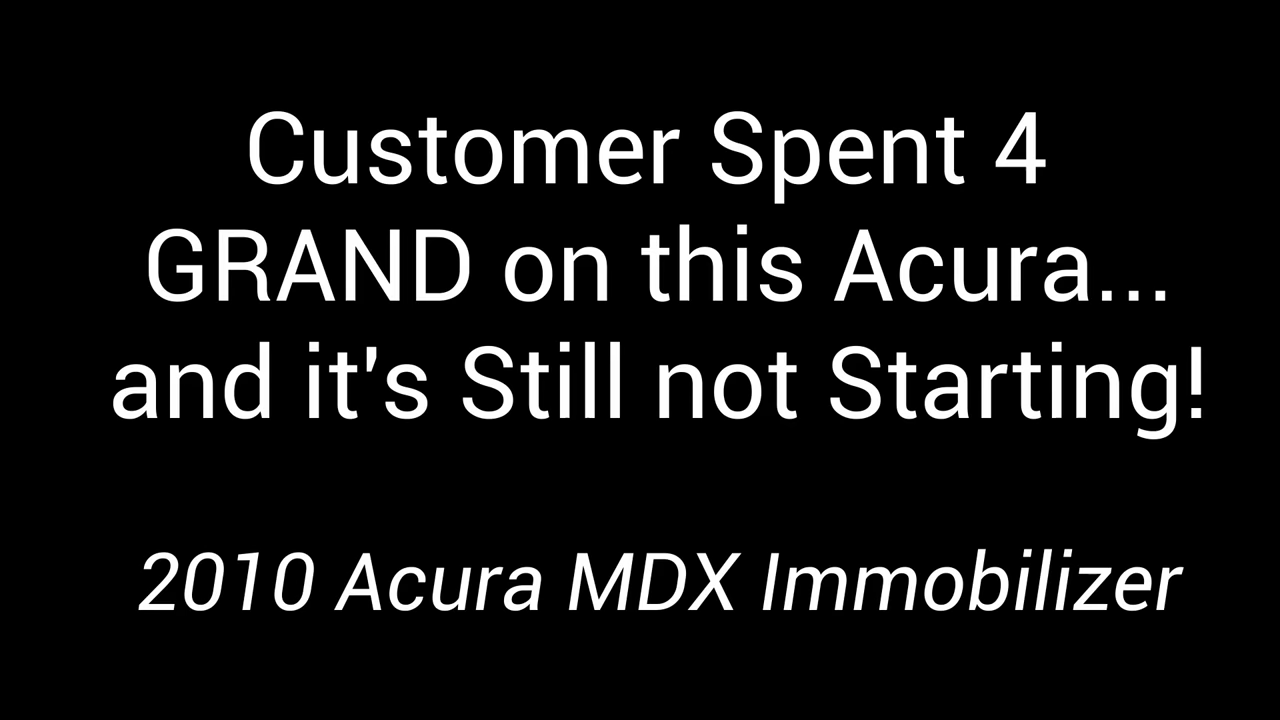 Customer Spent 4
GRAND on this Acura...
and it's Still not Starting!
2010 Acura MDX Immobilizer